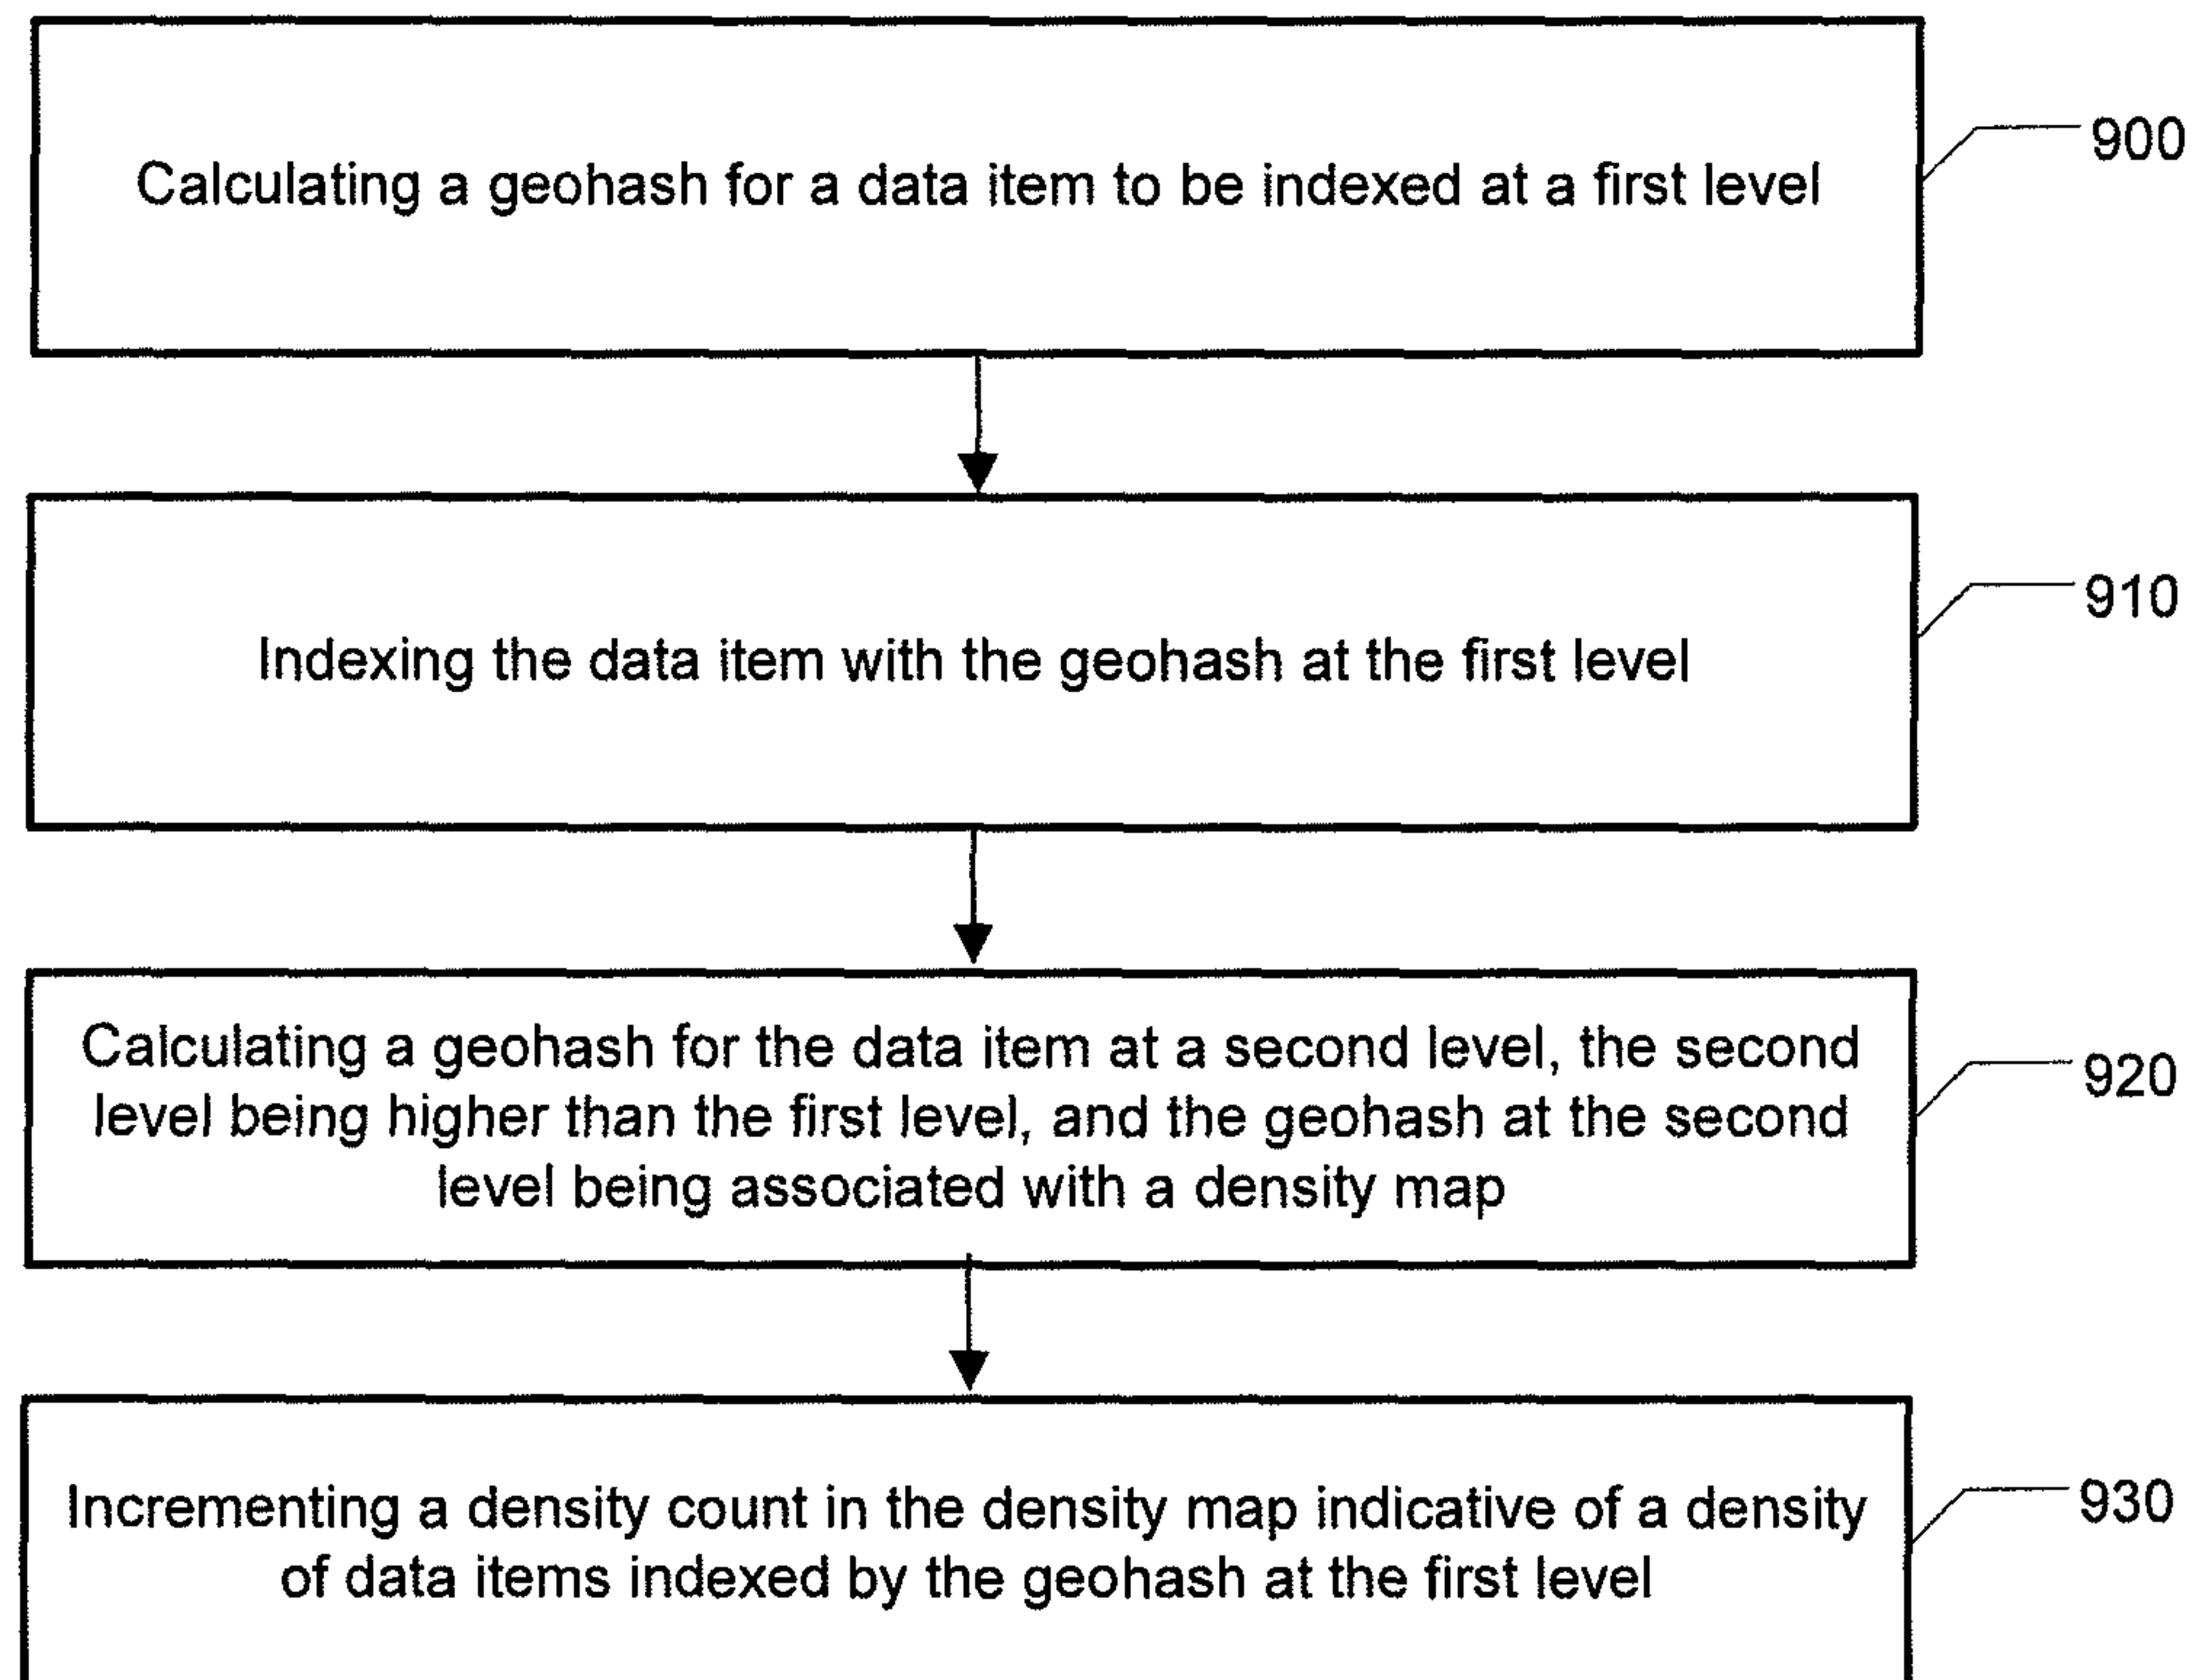 Calculating a geohash for a data item to be indexed at a first level
900
Indexing the data item with the geohash at the first level
910
Calculating a geohash for the data item at a second level, the second
level being higher than the first level, and the geohash at the second
level being associated with a density map
920
Incrementing a density count in the density map indicative of a density
of data items indexed by the geohash at the first level
930